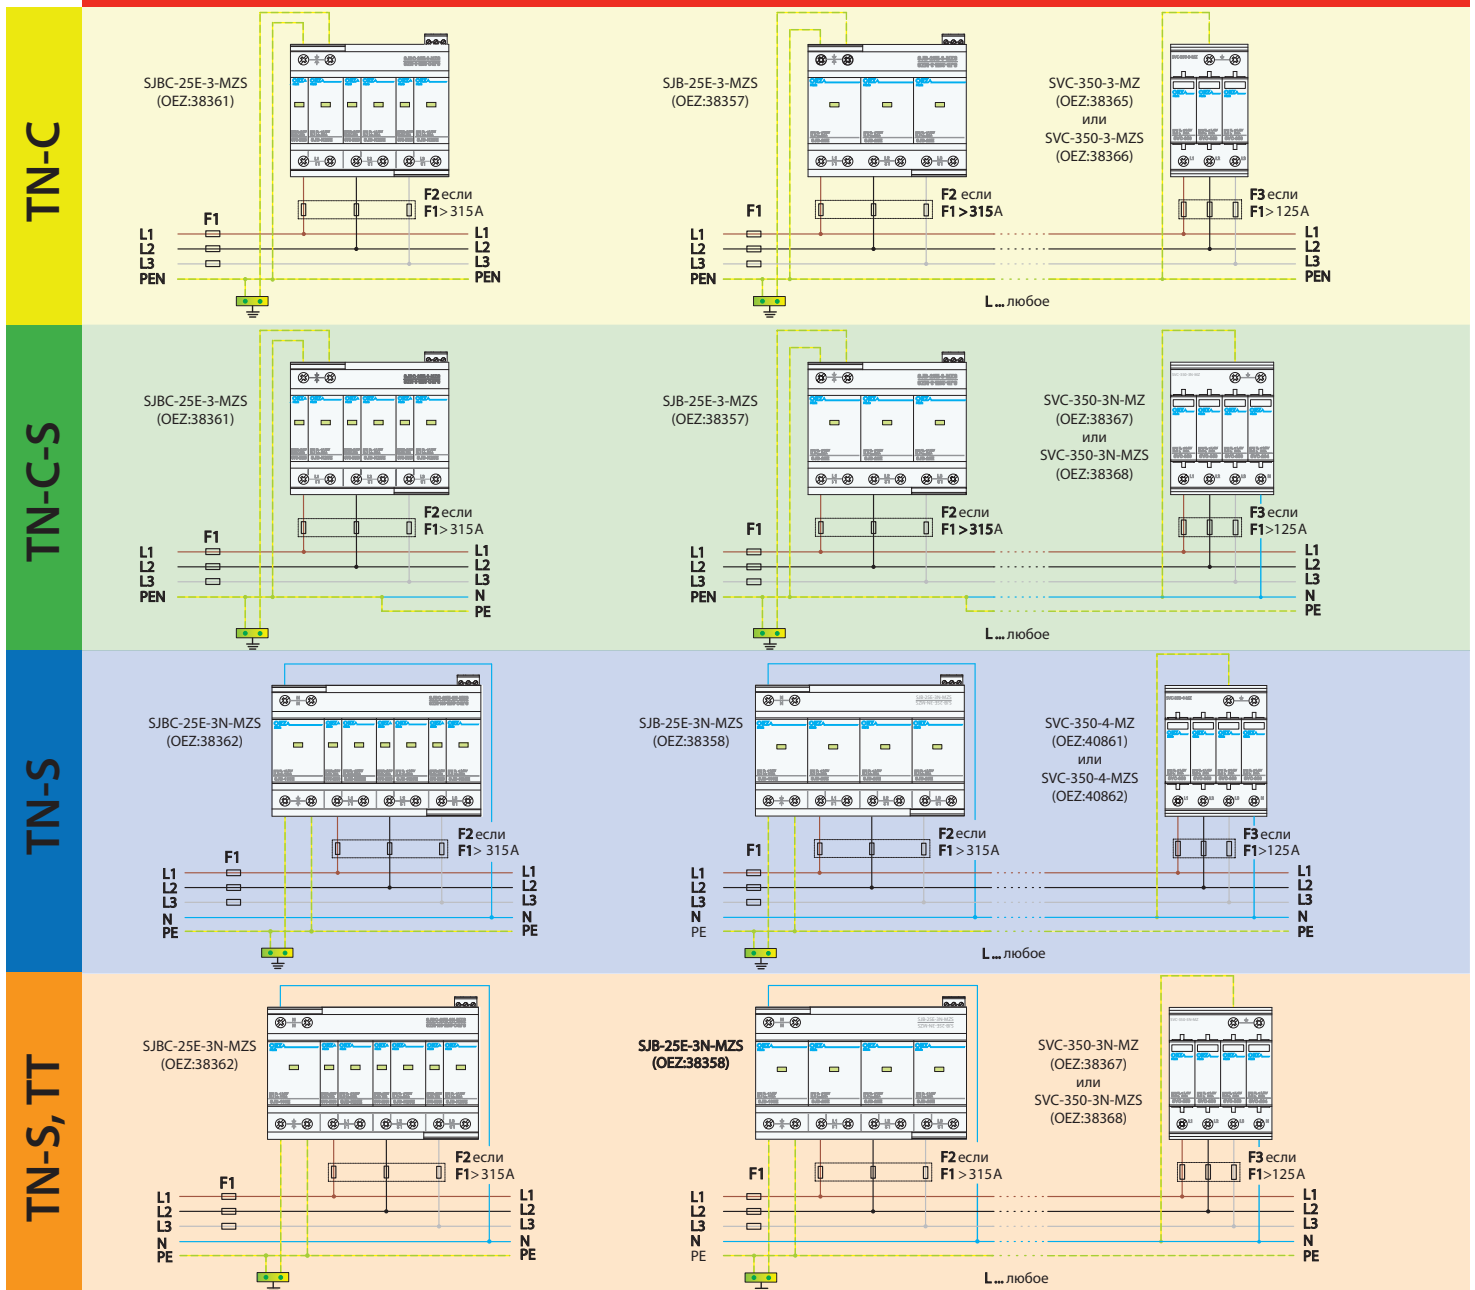 TN-C
SJBC-25E-3-MZS
(OEZ:38361)
F2 если
F1>315A
F1
L1
L2
L3
PEN
L1
L2
L3
PEN
SJB-25E-3-MZS
(OEZ:38357)
F2 если
F1>315A
F1
L1
L2
L3
PEN
SVC-350-3-MZ
(OEZ:38365)
или
SVC-350-3-MZS
(OEZ:38366)
F3 если
F1>125A
L1
L2
L3
PEN
L ... любое
TN-C-S
SJBC-25E-3-MZS
(OEZ:38361)
F2 если
F1>315A
F1
L1
L2
L3
PEN
L1
L2
L3
N
PE
SJB-25E-3-MZS
(OEZ:38357)
F2 если
F1>315A
F1
L1
L2
L3
PEN
SVC-350-3N-MZ
(OEZ:38367)
или
SVC-350-3N-MZS
(OEZ:38368)
F3 если
F1>125A
L1
L2
L3
N
PE
L ... любое
TN-S
SJBC-25E-3N-MZS
(OEZ:38362)
F2 если
F1> 315A
F1
L1
L2
L3
N
PE
L1
L2
L3
N
PE
SJB-25E-3N-MZS
(OEZ:38358)
F2 если
F1>315A
F1
L1
L2
L3
N
PE
SVC-350-4-MZ
(OEZ:40861)
или
SVC-350-4-MZS
(OEZ:40862)
F3 если
F1>125A
L1
L2
L3
N
PE
L ... любое
TN-S, TT
SJBC-25E-3N-MZS
(OEZ:38362)
F2 если
F1>315A
F1
L1
L2
L3
N
PE
L1
L2
L3
N
PE
SJB-25E-3N-MZS
(OEZ:38358)
F2 если
F1>315A
F1
L1
L2
L3
N
PE
SVC-350-3N-MZ
(OEZ:38367)
или
SVC-350-3N-MZS
(OEZ:38368)
F3 если
F1>125A
L1
L2
L3
N
PE
L ... любое